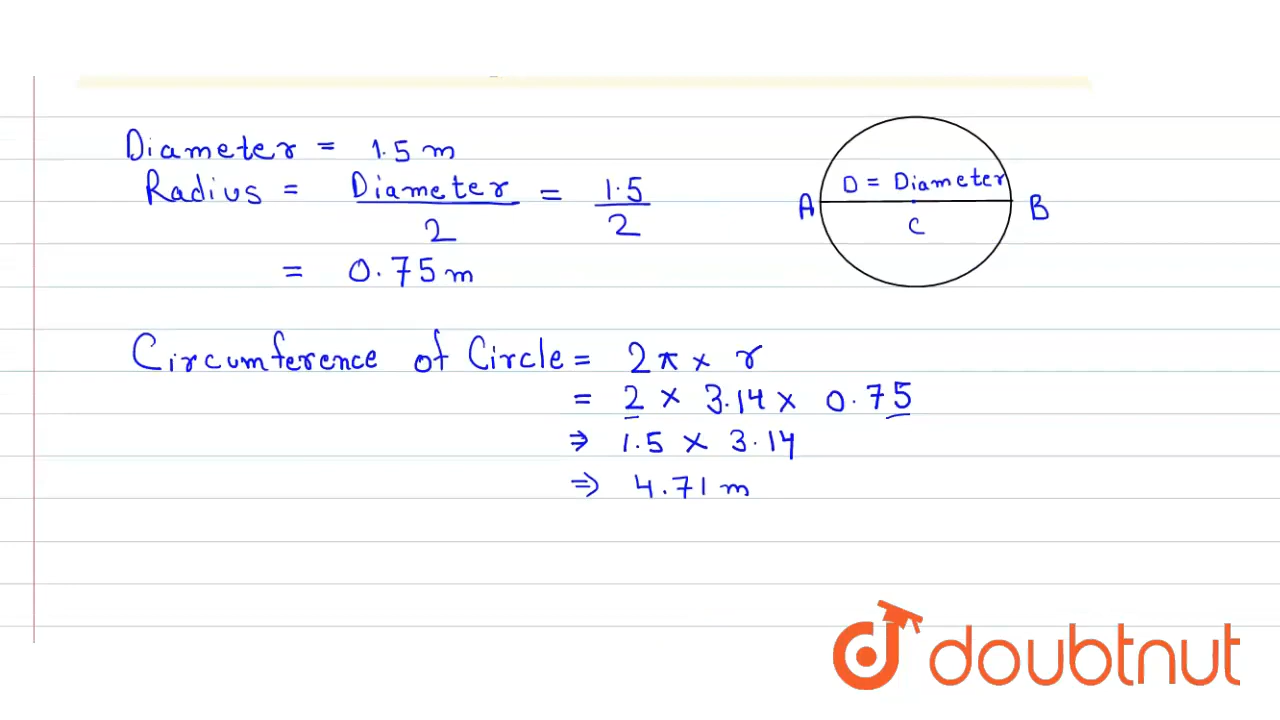 Diameter = 1.5 m
Radius = Diameter / 2 = 1.5 / 2
= 0.75 m
A D = Diameter B
C
Circumference of Circle = 2π × r
= 2 × 3.14 × 0.75
⇒ 1.5 × 3.14
⇒ 4.71 m
doubtnut